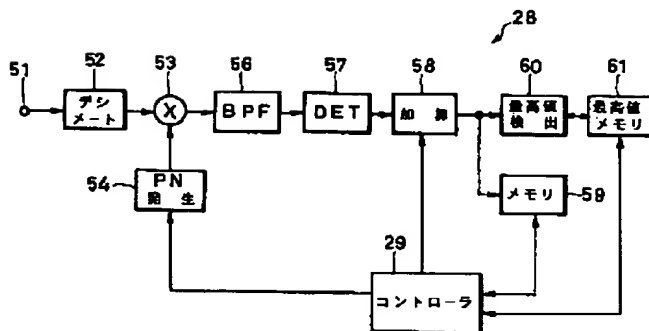 28
51
52
53
56
57
58
60
61
デシ
メート
X
BPF
DET
加算
最高値
検出
最高値
メモリ
54
PN
発生
メモリ
59
29
コントローラ